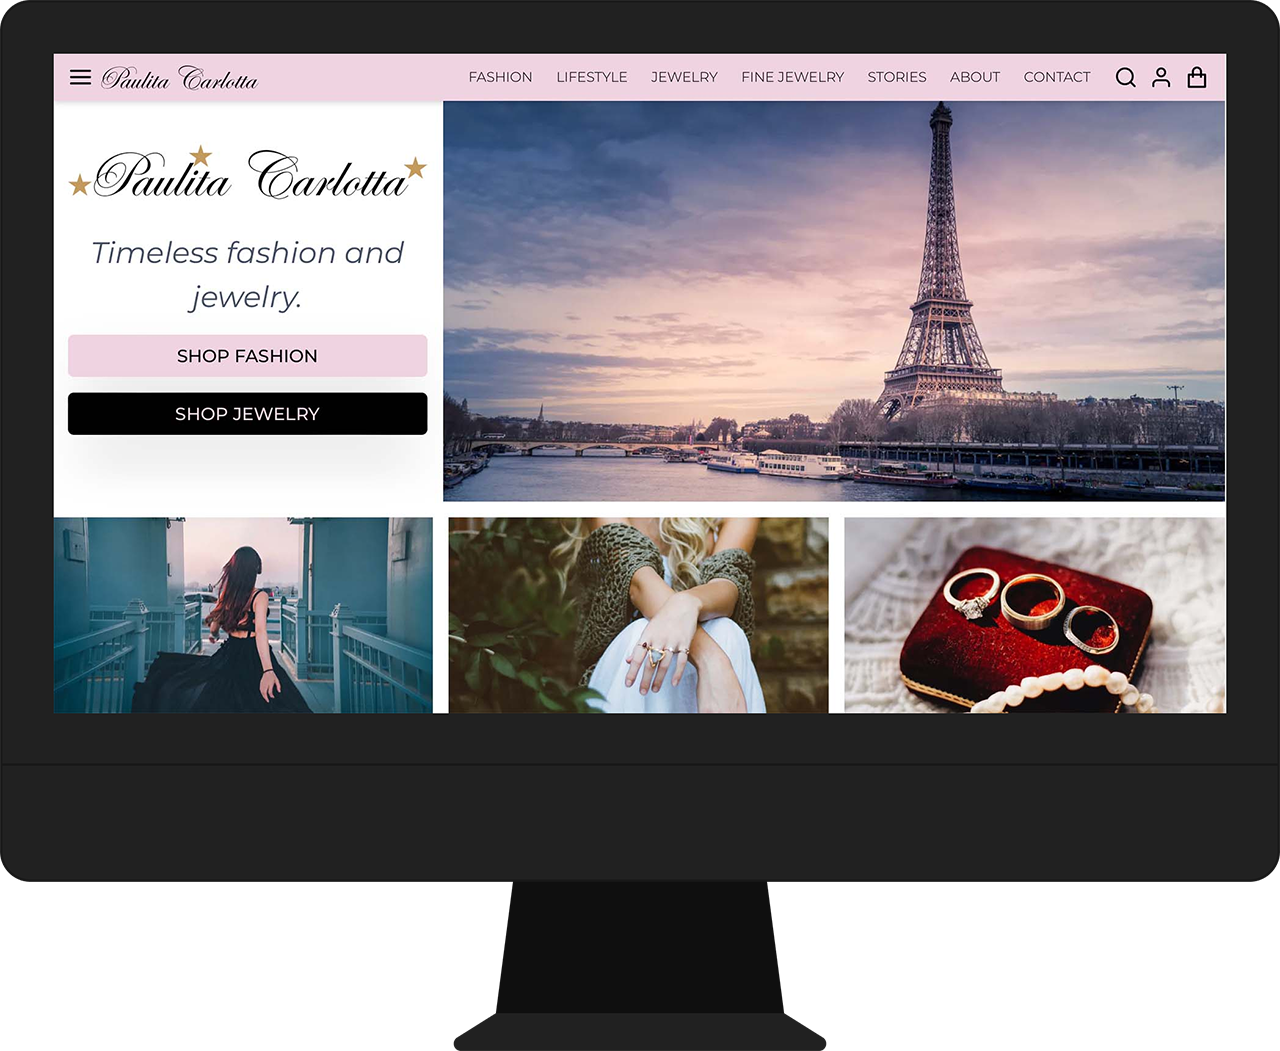 Paulita Carlotta
FASHION LIFESTYLE JEWELRY FINE JEWELRY STORIES ABOUT CONTACT
Paulita Carlotta
Timeless fashion and
jewelry.
SHOP FASHION
SHOP JEWELRY